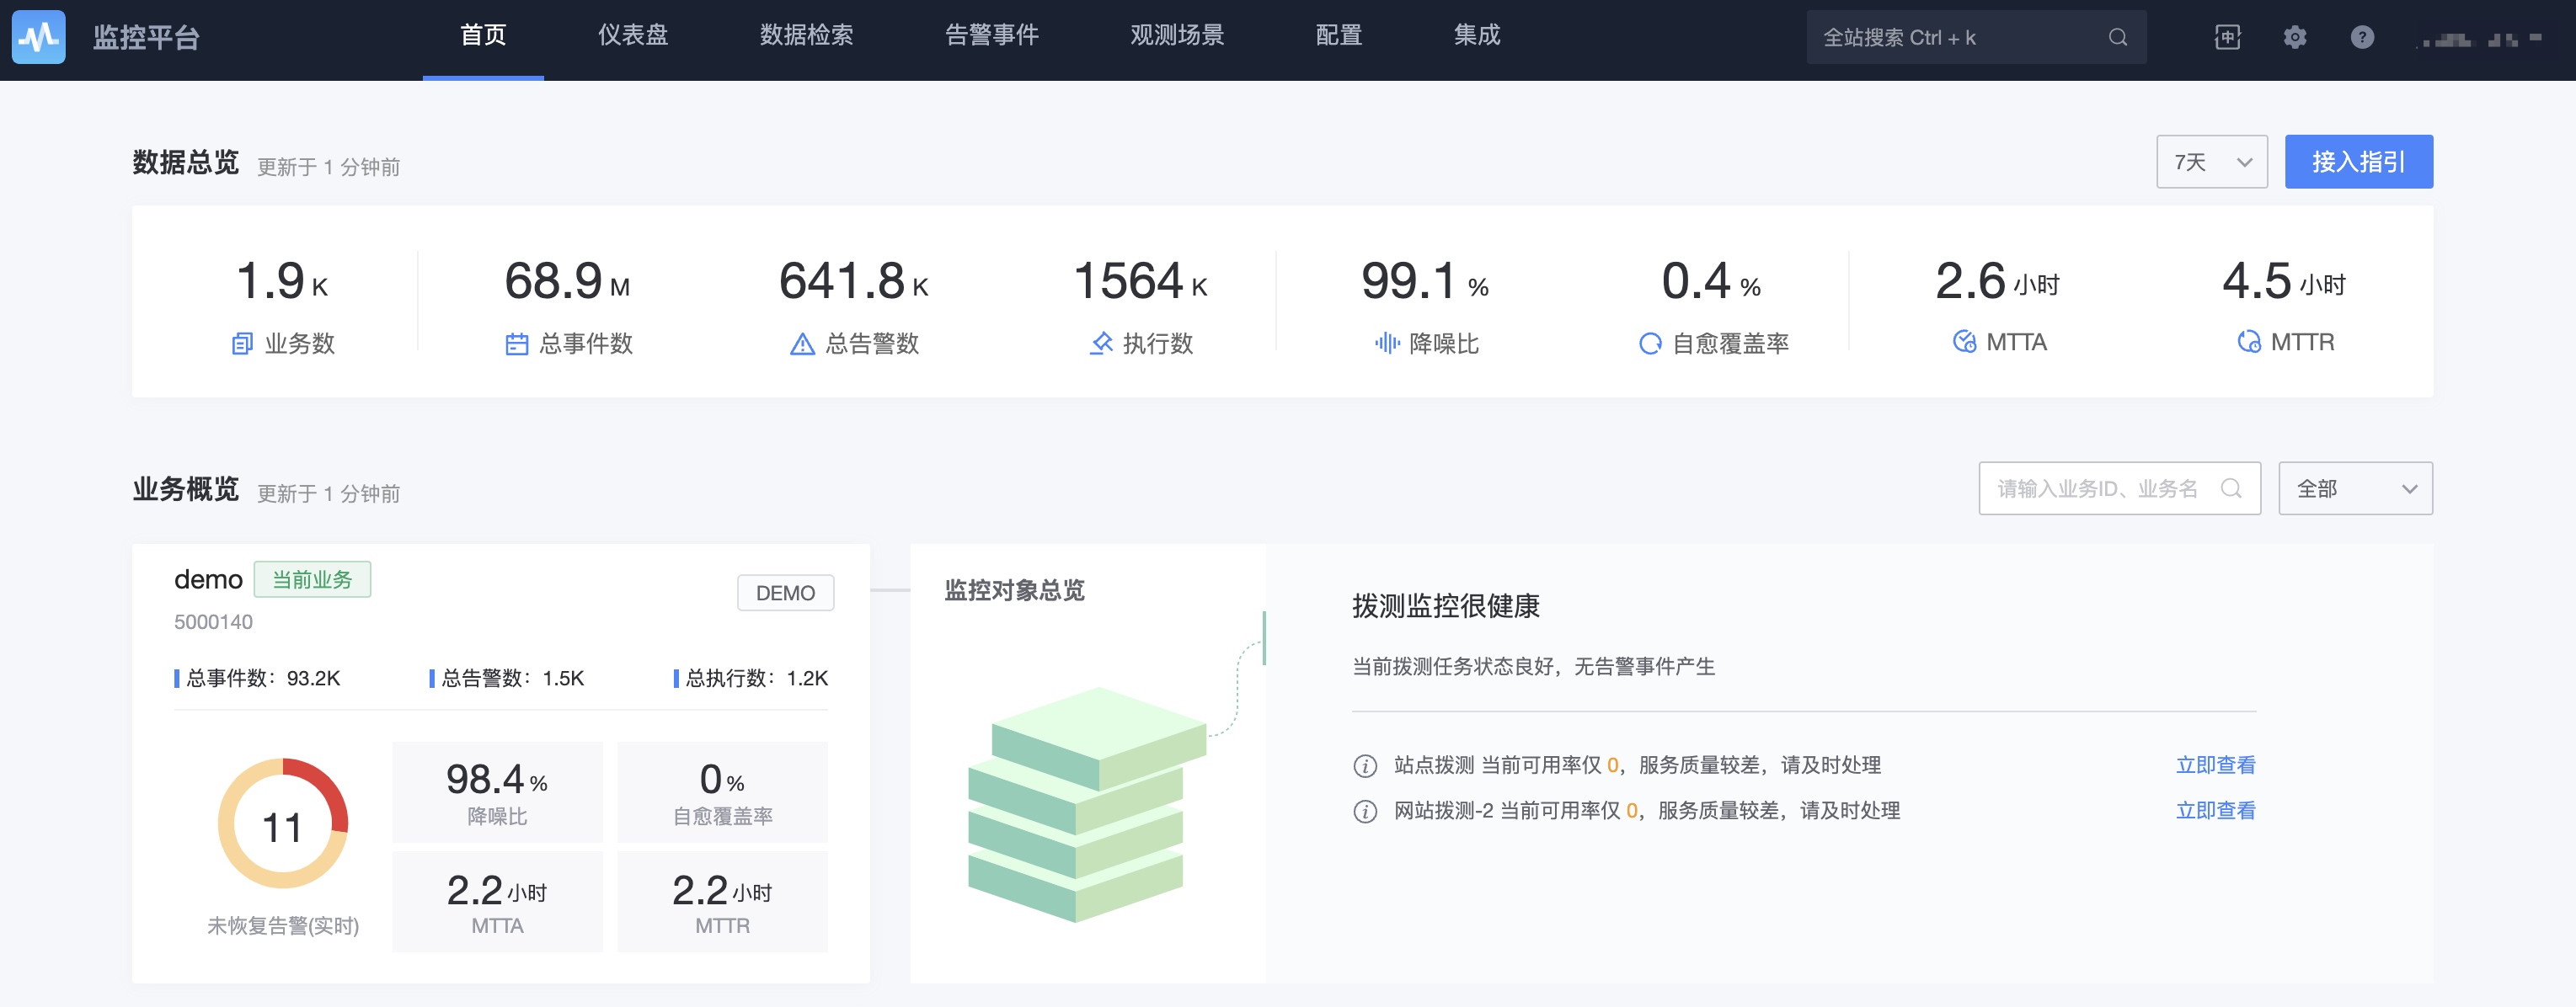 监控平台
首页
仪表盘
数据检索
告警事件
观测场景
配置
集成
全站搜索 Ctrl + k
数据总览 更新于 1 分钟前
7天
接入指引
1.9 K
业务数
68.9 M
总事件数
641.8 K
总告警数
1564 K
执行数
99.1 %
降噪比
0.4 %
自愈覆盖率
2.6 小时
MTTA
4.5 小时
MTTR
业务概览 更新于 1 分钟前
请输入业务ID、业务名
全部
demo 当前业务
DEMO
5000140
总事件数：93.2K
总告警数：1.5K
总执行数：1.2K
11
未恢复告警(实时)
98.4 %
降噪比
0 %
自愈覆盖率
2.2 小时
MTTA
2.2 小时
MTTR
监控对象总览
拨测监控很健康
当前拨测任务状态良好，无告警事件产生
站点拨测 当前可用率仅 0，服务质量较差，请及时处理 立即查看
网站拨测-2 当前可用率仅 0，服务质量较差，请及时处理 立即查看